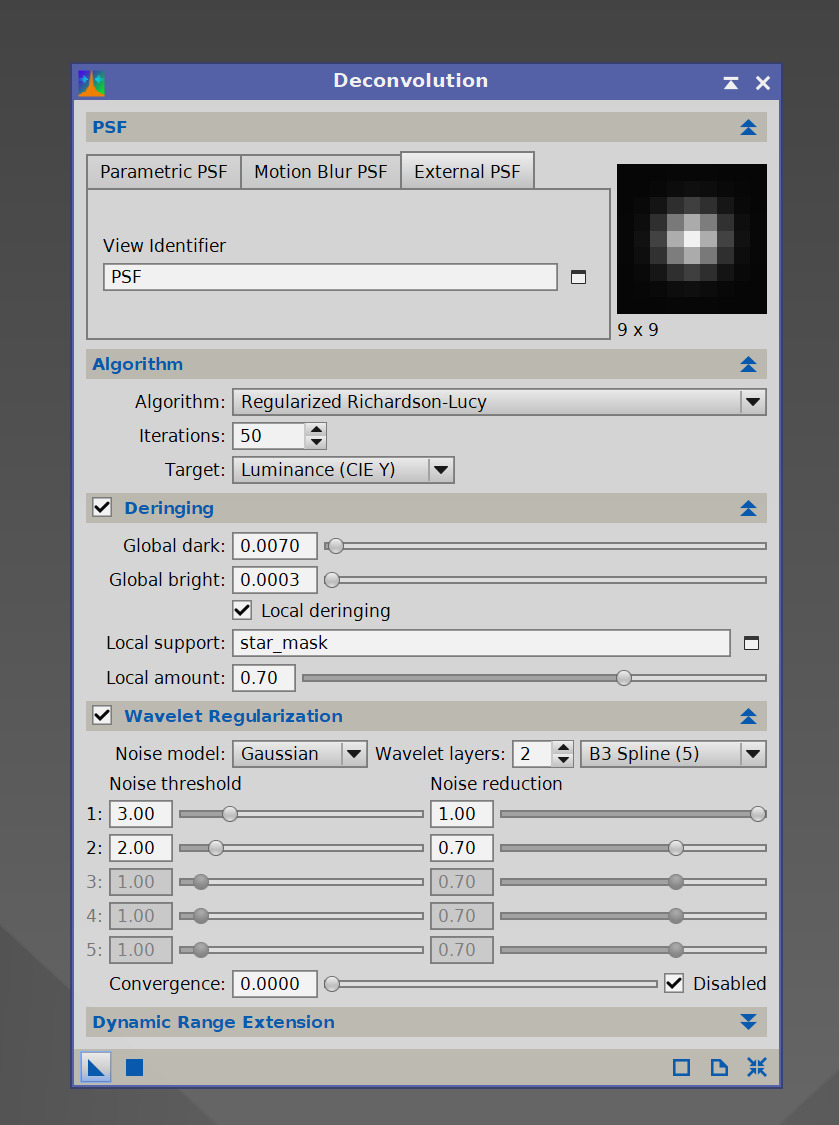 Deconvolution
PSF
Parametric PSF Motion Blur PSF External PSF
View Identifier
PSF
9 x 9
Algorithm
Algorithm: Regularized Richardson-Lucy
Iterations: 50
Target: Luminance (CIE Y)
Deringing
Global dark: 0.0070
Global bright: 0.0003
Local deringing
Local support: star_mask
Local amount: 0.70
Wavelet Regularization
Noise model: Gaussian Wavelet layers: 2 B3 Spline (5)
Noise threshold Noise reduction
1: 3.00 1.00
2: 2.00 0.70
3: 1.00 0.70
4: 1.00 0.70
5: 1.00 0.70
Convergence: 0.0000 Disabled
Dynamic Range Extension